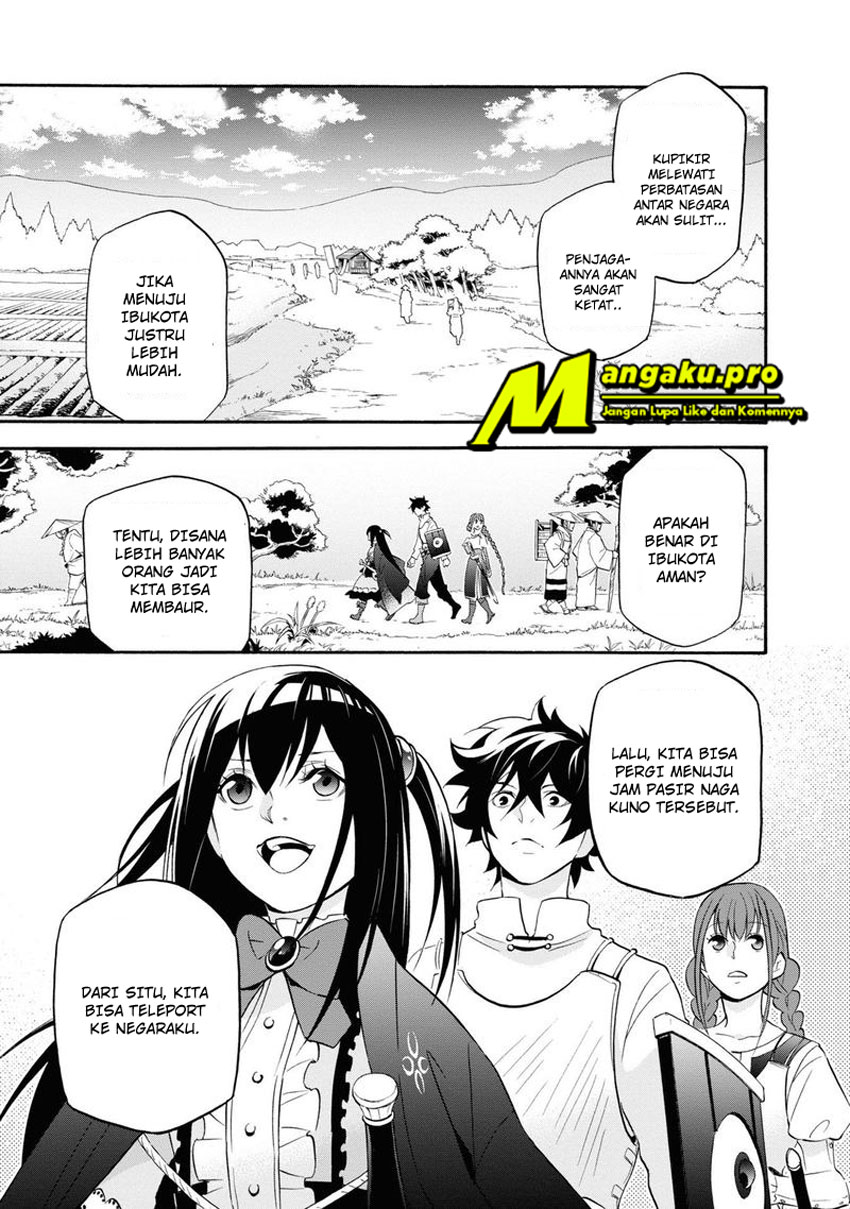 KUPIKIR
MELEWATI
PERBATASAN
ANTAR NEGARA
AKAN SULIT...
PENJAGA-
ANNYA AKAN
SANGAT
KETAT..
JIKA
MENUJU
IBUKOTA
JUSTRU
LEBIH
MUDAH.
Mangaku.pro
Jangan Lupa Like dan Komennya
APAKAH
BENAR DI
IBUKOTA
AMAN?
TENTU, DISANA
LEBIH BANYAK
ORANG JADI
KITA BISA
MEMBAUR.
LALU, KITA BISA
PERGI MENUJU
JAM PASIR NAGA
KUNO TERSEBUT.
DARI SITU, KITA
BISA TELEPORT
KE NEGARAKU.